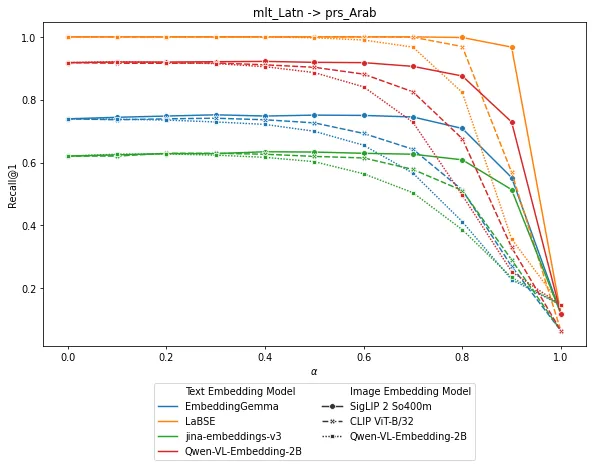 mlt_Latn -> prs_Arab
Recall@1
1.0
0.8
0.6
0.4
0.2
0.0 0.2 0.4 0.6 0.8 1.0
α
Text Embedding Model Image Embedding Model
EmbeddingGemma SigLIP 2 So400m
LaBSE CLIP ViT-B/32
jina-embeddings-v3 Qwen-VL-Embedding-2B
Qwen-VL-Embedding-2B